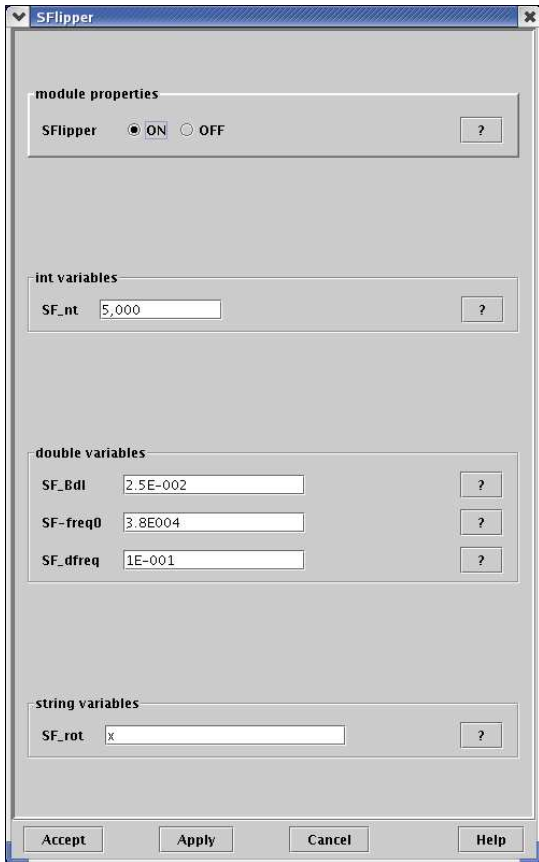 SFlipper
module properties
SFlipper ON OFF ?
int variables
SF_nt 5,000 ?
double variables
SF_Bdl 2.5E-002 ?
SF-freq0 3.8E004 ?
SF_dfreq 1E-001 ?
string variables
SF_rot x ?
Accept Apply Cancel Help